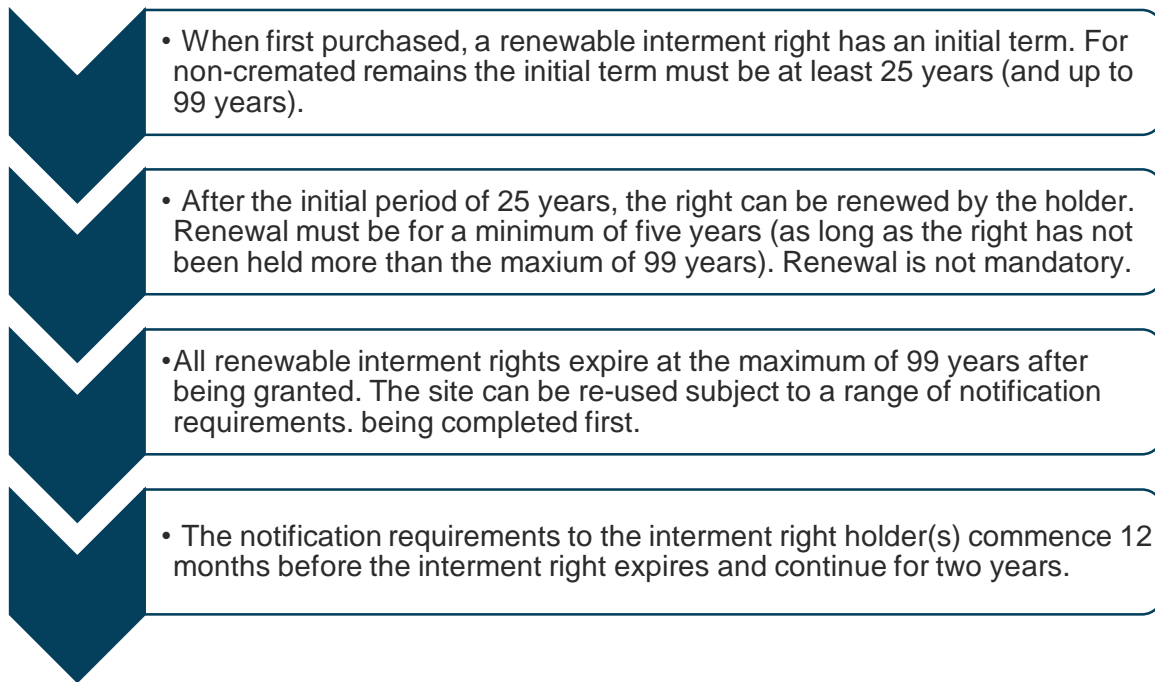 • When first purchased, a renewable interment right has an initial term. For
non-cremated remains the initial term must be at least 25 years (and up to
99 years).
• After the initial period of 25 years, the right can be renewed by the holder.
Renewal must be for a minimum of five years (as long as the right has not
been held more than the maxium of 99 years). Renewal is not mandatory.
•All renewable interment rights expire at the maximum of 99 years after
being granted. The site can be re-used subject to a range of notification
requirements. being completed first.
• The notification requirements to the interment right holder(s) commence 12
months before the interment right expires and continue for two years.